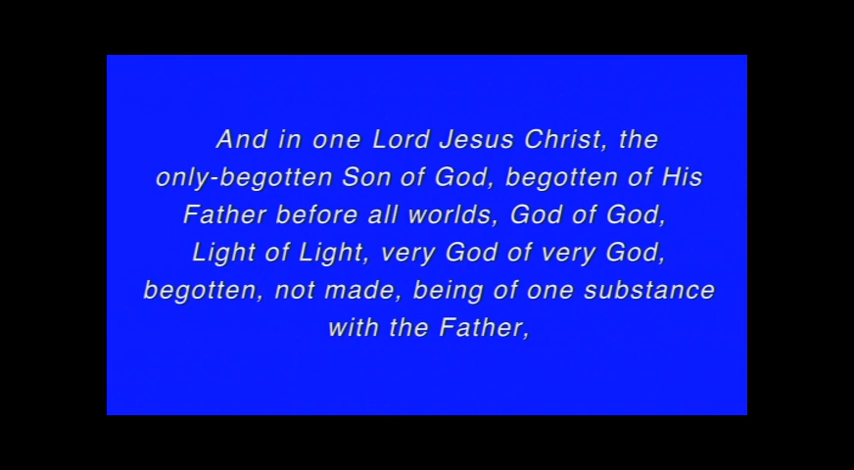 And in one Lord Jesus Christ, the
only-begotten Son of God, begotten of His
Father before all worlds, God of God,
Light of Light, very God of very God,
begotten, not made, being of one substance
with the Father,